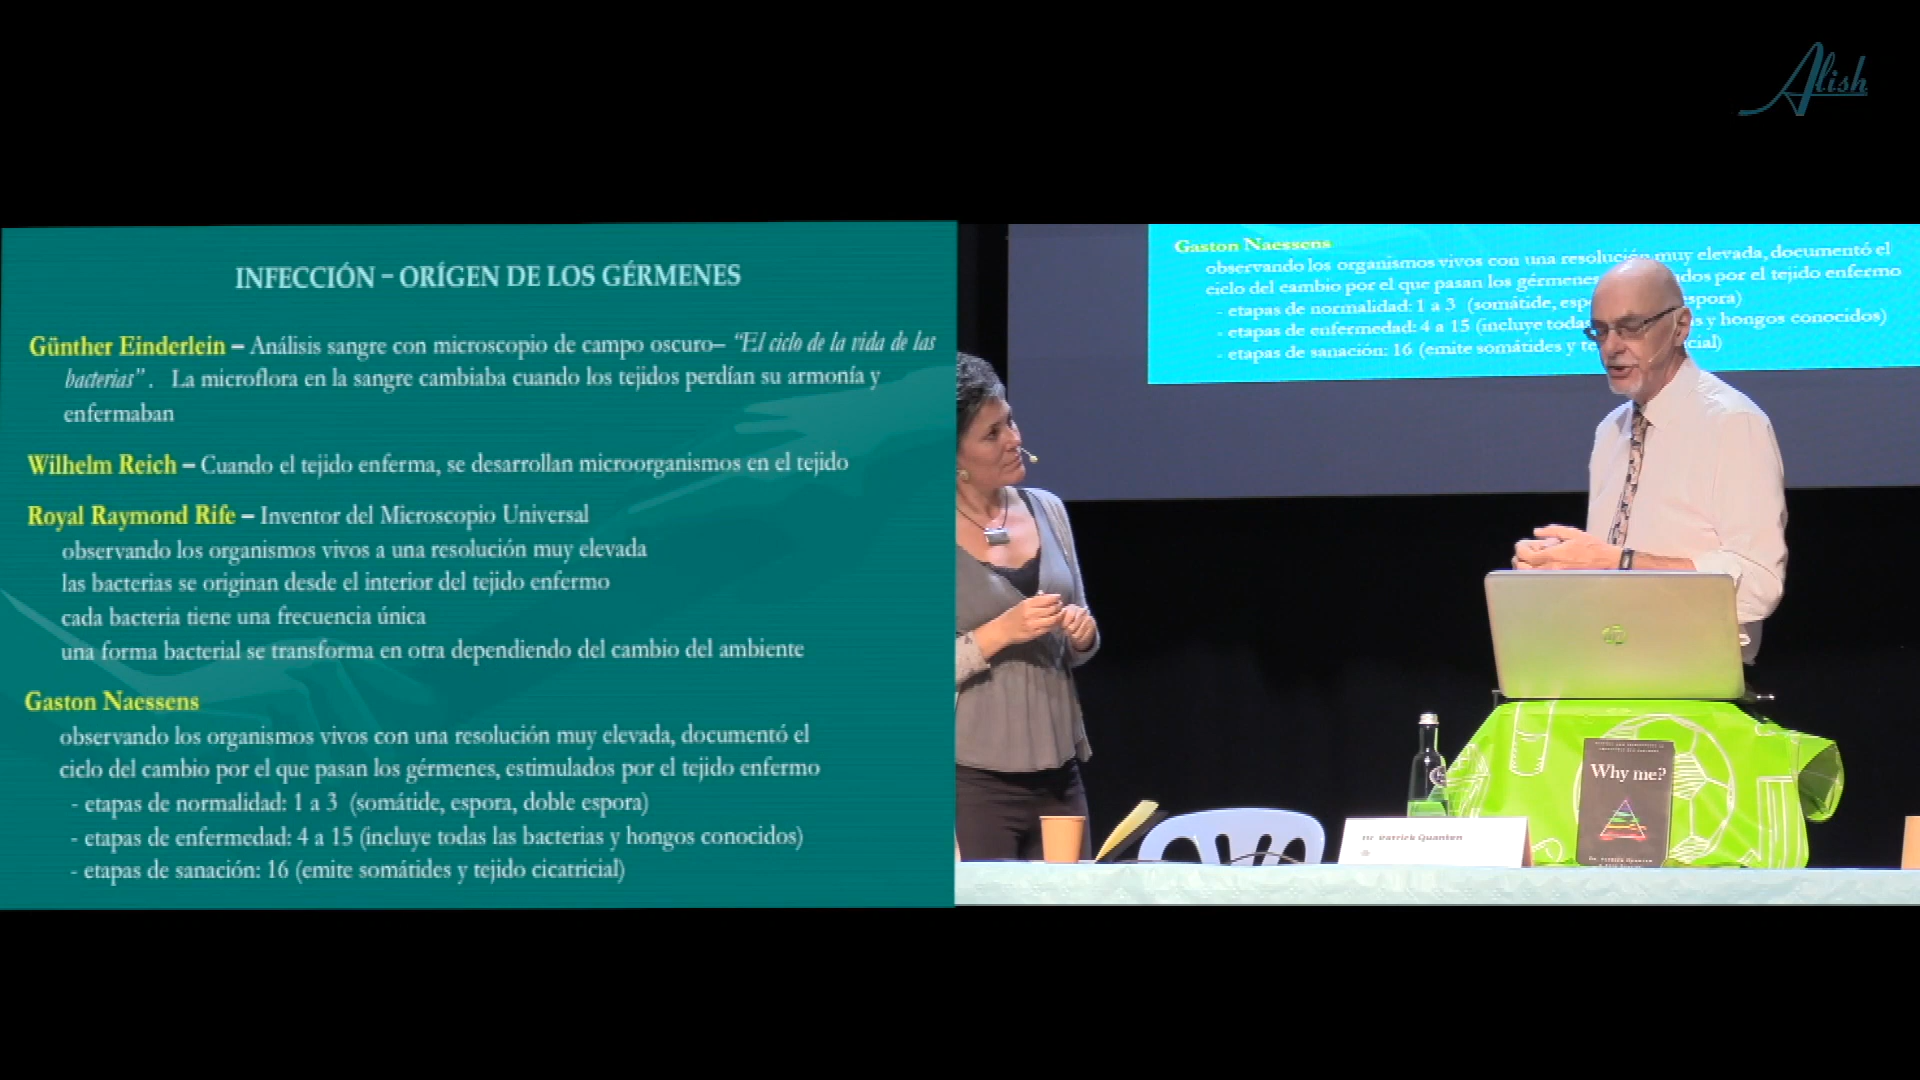 Alish
INFECCIÓN – ORÍGEN DE LOS GÉRMENES
Günther Einderlein – Análisis sangre con microscopio de campo oscuro– “El ciclo de la vida de las
bacterias” . La microflora en la sangre cambiaba cuando los tejidos perdían su armonía y
enfermaban
Wilhelm Reich – Cuando el tejido enferma, se desarrollan microorganismos en el tejido
Royal Raymond Rife – Inventor del Microscopio Universal
observando los organismos vivos a una resolución muy elevada
las bacterias se originan desde el interior del tejido enfermo
cada bacteria tiene una frecuencia única
una forma bacterial se transforma en otra dependiendo del cambio del ambiente
Gaston Naessens
observando los organismos vivos con una resolución muy elevada, documentó el
ciclo del cambio por el que pasan los gérmenes, estimulados por el tejido enfermo
- etapas de normalidad: 1 a 3 (somátide, espora, doble espora)
- etapas de enfermedad: 4 a 15 (incluye todas las bacterias y hongos conocidos)
- etapas de sanación: 16 (emite somátides y tejido cicatricial)
Gaston Naessens
observando los organismos vivos con una resolución muy elevada, documentó el
ciclo del cambio por el que pasan los gérmenes por el tejido enfermo
- etapas de normalidad: 1 a 3 (somátide, espora)
- etapas de enfermedad: 4 a 15 (incluye todas y hongos conocidos)
- etapas de sanación: 16 (emite somátides y
Why me?
Dr. Patrick Quanten
Dr. Patrick Quanten